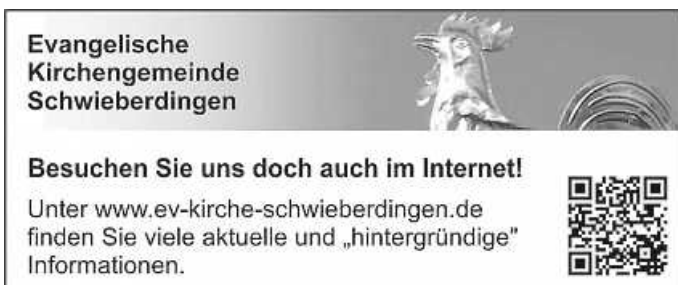 Evangelische
Kirchengemeinde
Schwieberdingen
Besuchen Sie uns doch auch im Internet!
Unter www.ev-kirche-schwieberdingen.de
finden Sie viele aktuelle und „hintergründige"
Informationen.